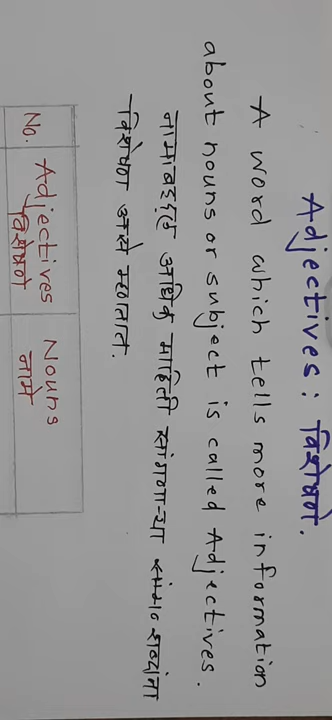 Adjectives: विशेषणे.
A word which tells more information
about nouns or subject is called Adjectives.
नामाबद्दल अधिक माहिती सांगणाऱ्या शब्दांना
विशेषण असे म्हणतात.
No. Adjectives Nouns
विशेषणे नामे